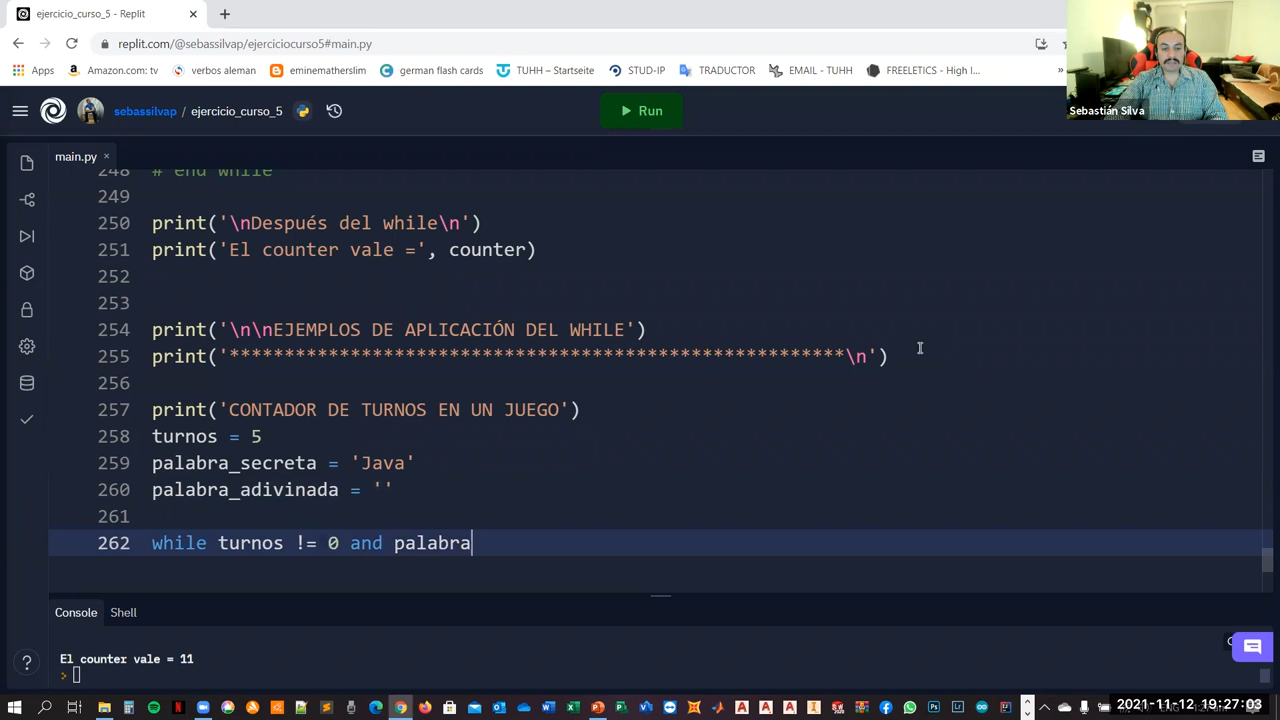 ejercicio_curso_5 - Replit
replit.com/@sebassilvap/ejerciciocurso5#main.py
Apps
Amazon.com: tv
verbos aleman
eminematherslim
german flash cards
TUHH – Startseite
STUD-IP
TRADUCTOR
EMAIL - TUHH
FREELETICS - High I...
»
Sebastián Silva
sebassilvap / ejercicio_curso_5
Run
main.py
248 # end while
249
250 print('\nDespués del while\n')
251 print('El counter vale =', counter)
252
253
254 print('\n\nEJEMPLOS DE APLICACIÓN DEL WHILE')
255 print('********************************************************\n')
256
257 print('CONTADOR DE TURNOS EN UN JUEGO')
258 turnos = 5
259 palabra_secreta = 'Java'
260 palabra_adivinada = ''
261
262 while turnos != 0 and palabra
Console
Shell
El counter vale = 11
2021-11-12 19:27:03